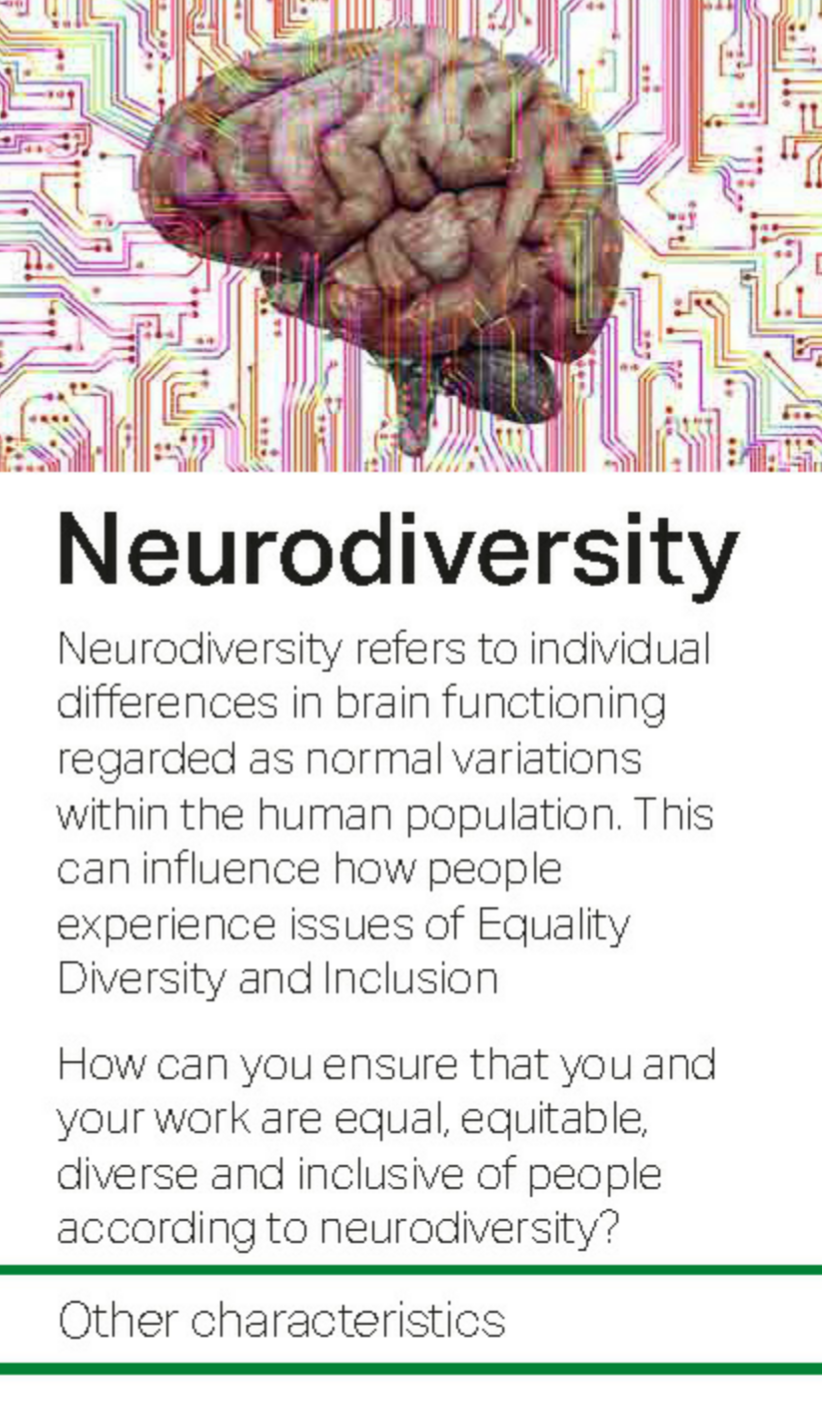 Neurodiversity
Neurodiversity refers to individual
differences in brain functioning
regarded as normal variations
within the human population. This
can influence how people
experience issues of Equality
Diversity and Inclusion
How can you ensure that you and
your work are equal, equitable,
diverse and inclusive of people
according to neurodiversity?
Other characteristics